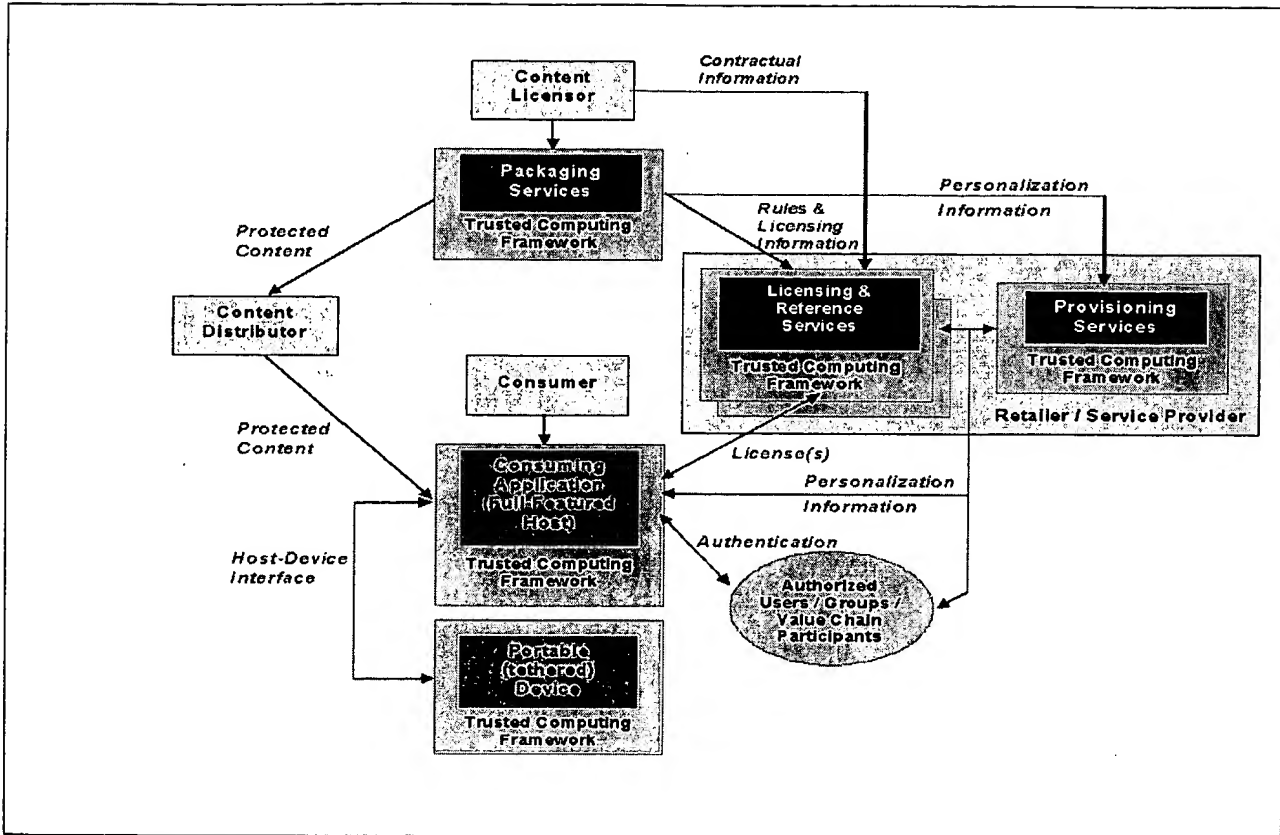 Contractual
Information
Content
Licensor
Packaging
Services
Trusted Computing
Framework
Personalization
Information
Rules &
Licensing
Information
Protected
Content
Licensing &
Reference
Services
Trusted Computing
Framework
Provisioning
Services
Trusted Computing
Framework
Retailer / Service Provider
Content
Distributor
Consumer
Protected
Content
License(s)
Consuming
Application
(Full-Featured
Host)
Trusted Computing
Framework
Personalization
Information
Authentication
Host-Device
Interface
Authorized
Users / Groups /
Value Chain
Participants
Portable
(tethered)
Device
Trusted Computing
Framework